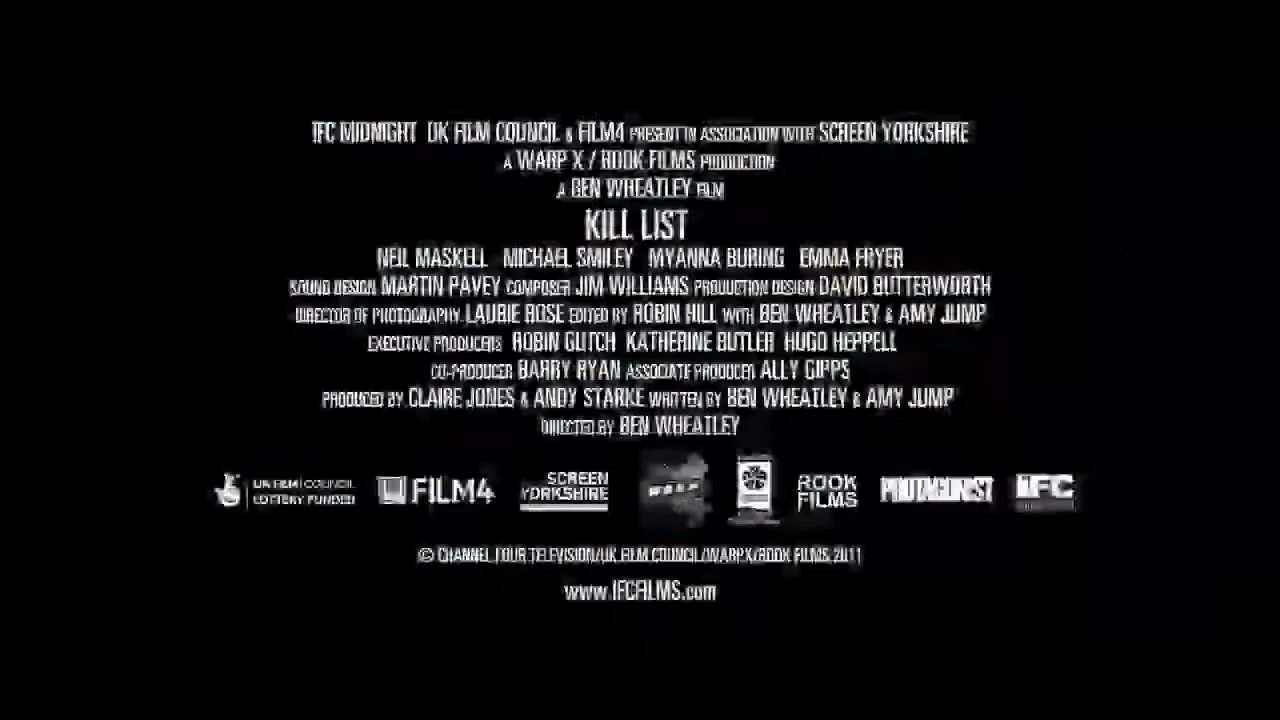 IFC MIDNIGHT UK FILM COUNCIL & FILM4 PRESENT IN ASSOCIATION WITH SCREEN YORKSHIRE
A WARP X / ROOK FILMS PRODUCTION
A BEN WHEATLEY FILM
KILL LIST
NEIL MASKELL MICHAEL SMILEY MYANNA BURING EMMA FRYER
SOUND DESIGN MARTIN PAVEY COMPOSER JIM WILLIAMS PRODUCTION DESIGN DAVID BUTTERWORTH
DIRECTOR OF PHOTOGRAPHY LAURIE ROSE EDITED BY ROBIN HILL WITH BEN WHEATLEY & AMY JUMP
EXECUTIVE PRODUCERS ROBIN GUTCH KATHERINE BUTLER HUGO HEPPELL
CO-PRODUCER BARRY RYAN ASSOCIATE PRODUCER ALLY GIPPS
PRODUCED BY CLAIRE JONES & ANDY STARKE WRITTEN BY BEN WHEATLEY & AMY JUMP
DIRECTED BY BEN WHEATLEY
UK FILM COUNCIL
LOTTERY FUNDED
FILM4
SCREEN
YORKSHIRE
ROOK
FILMS
PROTAGONIST
IFC
© CHANNEL FOUR TELEVISION/UK FILM COUNCIL/WARPX/ROOK FILMS 2011
www.IFCFILMS.com